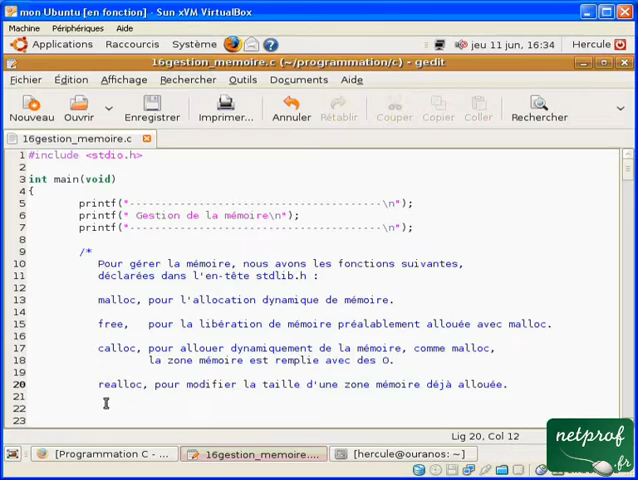 mon Ubuntu [en fonction] - Sun xVM VirtualBox
Machine Périphériques Aide
Applications Raccourcis Système jeu 11 jun, 16:34 Hercule
16gestion_memoire.c (~/programmation/c) - gedit
Fichier Édition Affichage Rechercher Outils Documents Aide
Nouveau Ouvrir Enregistrer Imprimer... Annuler Rétablir Couper Copier Coller Rechercher
16gestion_memoire.c
1 #include <stdio.h>
2
3 int main(void)
4 {
5 printf("----------------------------------------\n");
6 printf(" Gestion de la mémoire\n");
7 printf("----------------------------------------\n");
8
9 /*
10 Pour gérer la mémoire, nous avons les fonctions suivantes,
11 déclarées dans l'en-tête stdlib.h :
12
13 malloc, pour l'allocation dynamique de mémoire.
14
15 free, pour la libération de mémoire préalablement allouée avec malloc.
16
17 calloc, pour allouer dynamiquement de la mémoire, comme malloc,
18 la zone mémoire est remplie avec des 0.
19
20 realloc, pour modifier la taille d'une zone mémoire déjà allouée.
21
22
23
Lig 20, Col 12
[Programmation C - ... 16gestion_memoire.... [hercule@ouranos: ~]
netprof
.fr